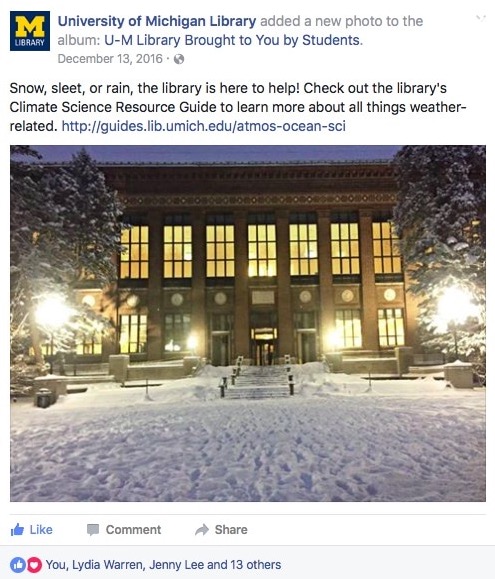 M
LIBRARY
University of Michigan Library added a new photo to the
album: U-M Library Brought to You by Students.
December 13, 2016 ·
Snow, sleet, or rain, the library is here to help! Check out the library's
Climate Science Resource Guide to learn more about all things weather-
related. http://guides.lib.umich.edu/atmos-ocean-sci
Like Comment Share
You, Lydia Warren, Jenny Lee and 13 others